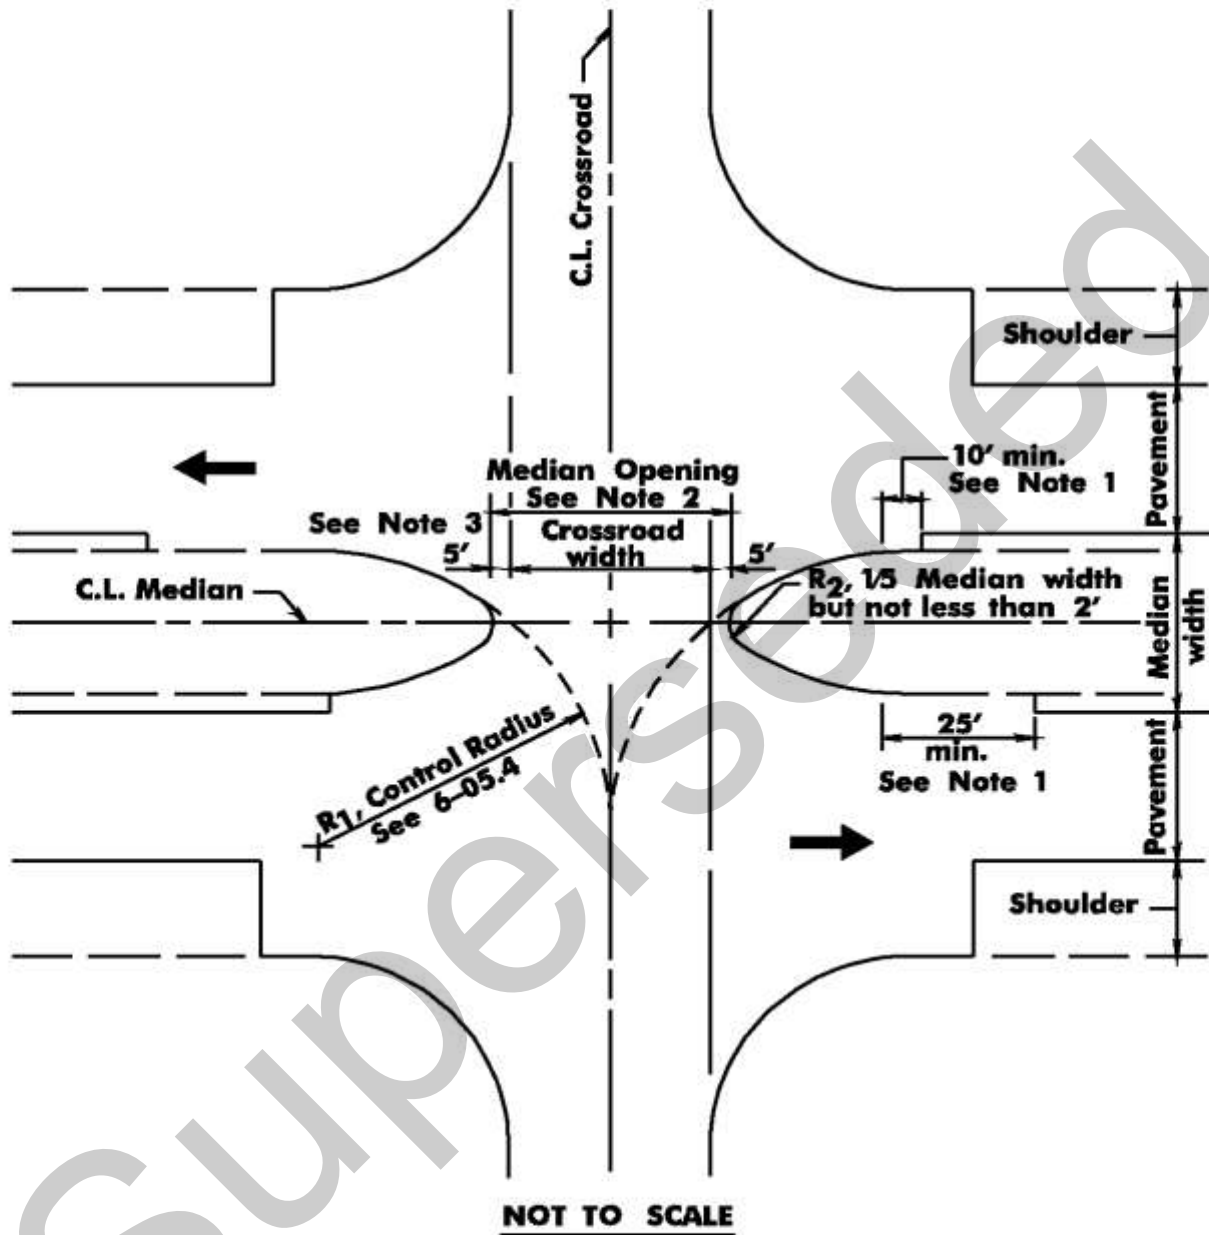 C.L. Crossroad
Shoulder
Pavement
10' min.
See Note 1
Median Opening
See Note 2
See Note 3
Crossroad
width
5'
5'
C.L. Median
R2, 1/5 Median width
but not less than 2'
Median
width
R1, Control Radius
See 6-05.4
25'
min.
See Note 1
Pavement
Shoulder
NOT TO SCALE
Superseded